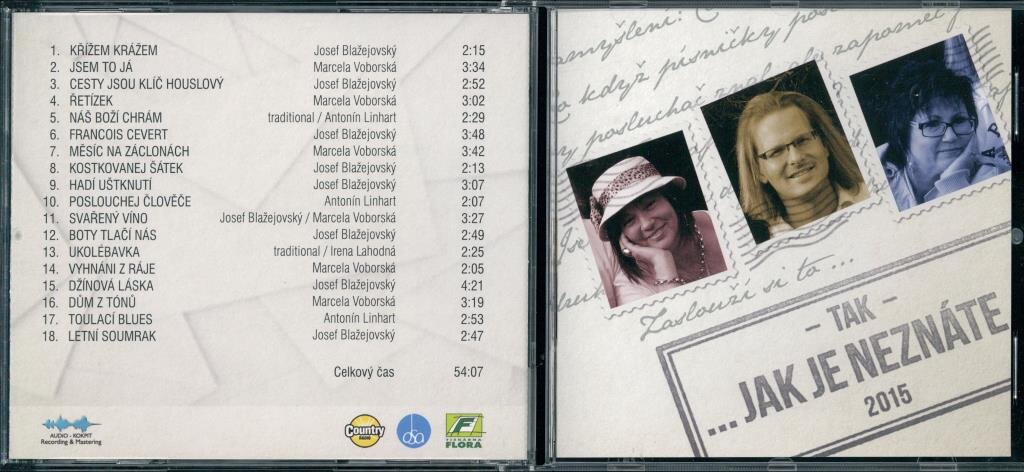 1. KŘÍŽEM KRÁŽEM Josef Blažejovský 2:15
2. JSEM TO JÁ Marcela Voborská 3:34
3. CESTY JSOU KLÍČ HOUSLOVÝ Josef Blažejovský 2:52
4. ŘETÍZEK Marcela Voborská 3:02
5. NÁŠ BOŽÍ CHRÁM traditional / Antonín Linhart 2:29
6. FRANCOIS CEVERT Josef Blažejovský 3:48
7. MĚSÍC NA ZÁCLONÁCH Marcela Voborská 3:42
8. KOSTKOVANEJ ŠÁTEK Josef Blažejovský 2:13
9. HADÍ UŠTKNUTÍ Josef Blažejovský 3:07
10. POSLOUCHEJ ČLOVĚČE Antonín Linhart 2:07
11. SVAŘENÝ VÍNO Josef Blažejovský / Marcela Voborská 3:27
12. BOTY TLAČÍ NÁS Josef Blažejovský 2:49
13. UKOLÉBAVKA traditional / Irena Lahodná 2:25
14. VYHNÁNI Z RÁJE Marcela Voborská 2:05
15. DŽÍNOVÁ LÁSKA Josef Blažejovský 4:21
16. DŮM Z TÓNŮ Marcela Voborská 3:19
17. TOULACÍ BLUES Antonín Linhart 2:53
18. LETNÍ SOUMRAK Josef Blažejovský 2:47
Celkový čas 54:07
AUDIO - KOKPIT
Recording & Mastering
Country
RADIO
osa
F
TISKÁRNA
FLORA
když písničky
posluchač znal, aby zapomněl
Zaslouží si to ...
– TAK –
... JAK JE NEZNÁTE
2015